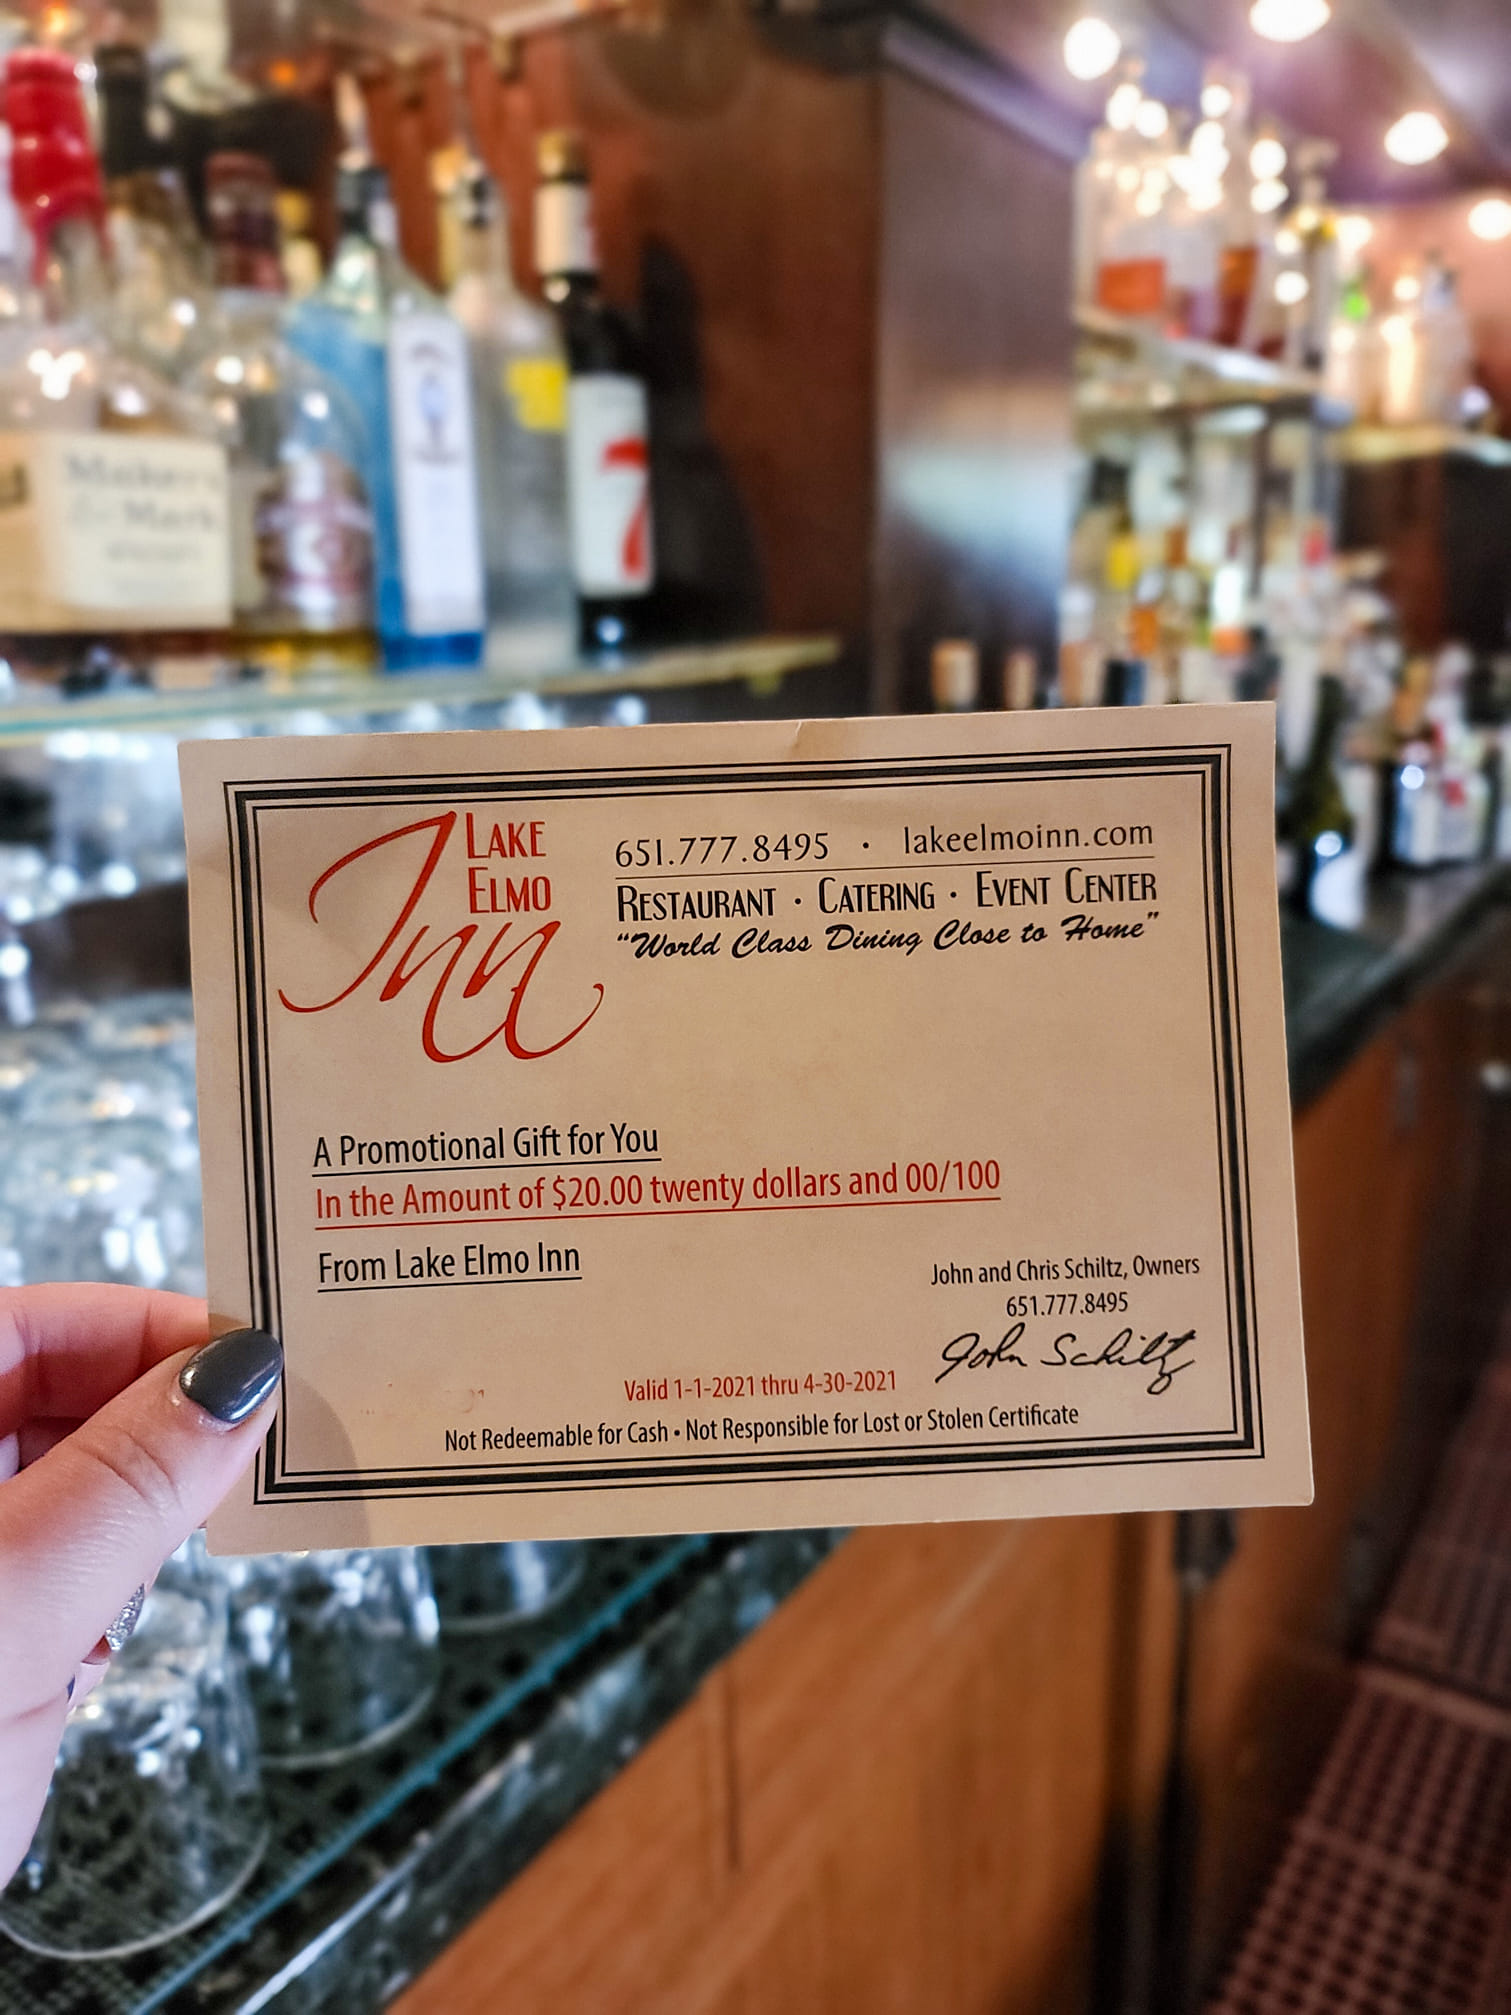 LAKE
ELMO
Inn
651.777.8495 · lakeelmoinn.com
RESTAURANT · CATERING · EVENT CENTER
"World Class Dining Close to Home"
A Promotional Gift for You
In the Amount of $20.00 twenty dollars and 00/100
From Lake Elmo Inn
John and Chris Schiltz, Owners
651.777.8495
John Schiltz
Valid 1-1-2021 thru 4-30-2021
Not Redeemable for Cash • Not Responsible for Lost or Stolen Certificate
Maker's
Mark
7